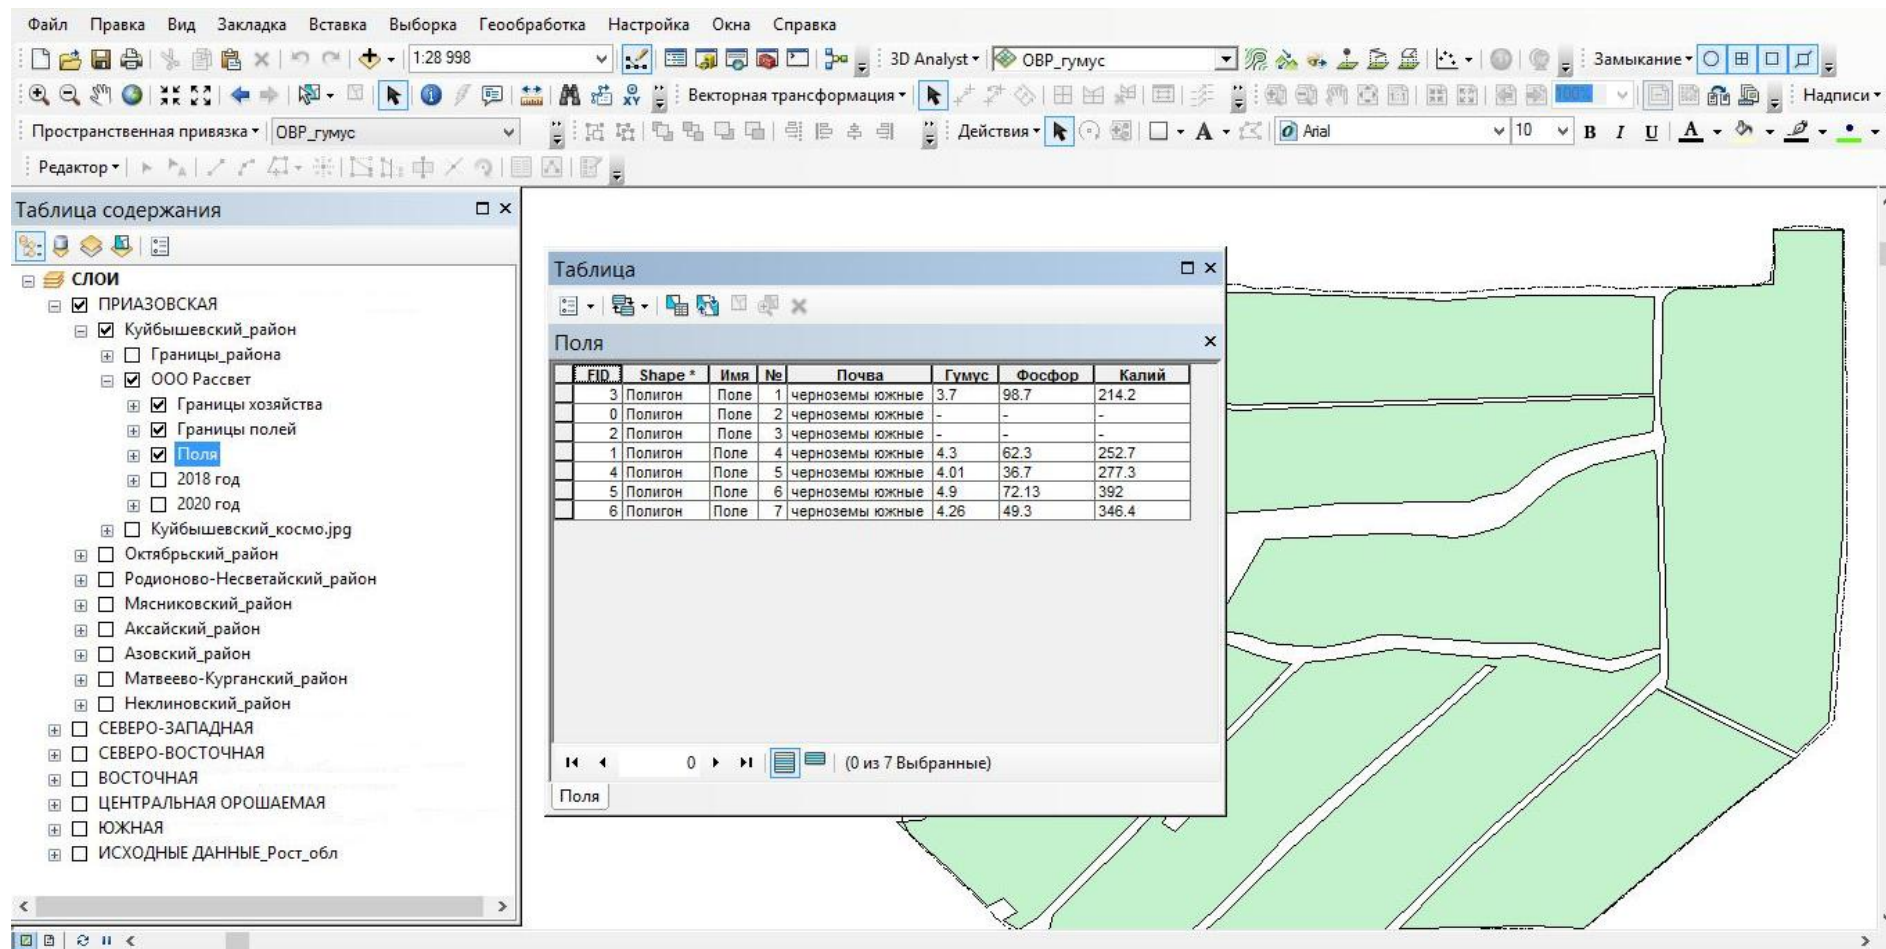 Файл Правка Вид Закладка Вставка Выборка Геообработка Настройка Окна Справка
1:28 998 3D Analyst ОВР_гумус Замыкание
Векторная трансформация 100% Надписи
Пространственная привязка ОВР_гумус Действия A Arial 10 B I U A
Редактор
Таблица содержания
СЛОИ
ПРИАЗОВСКАЯ
Куйбышевский_район
Границы_района
ООО Рассвет
Границы хозяйства
Границы полей
Поля
2018 год
2020 год
Куйбышевский_космо.jpg
Октябрьский_район
Родионово-Несветайский_район
Мясниковский_район
Аксайский_район
Азовский_район
Матвеево-Курганский_район
Неклиновский_район
СЕВЕРО-ЗАПАДНАЯ
СЕВЕРО-ВОСТОЧНАЯ
ВОСТОЧНАЯ
ЦЕНТРАЛЬНАЯ ОРОШАЕМАЯ
ЮЖНАЯ
ИСХОДНЫЕ ДАННЫЕ_Рост_обл
Таблица
Поля
FID Shape * Имя № Почва Гумус Фосфор Калий
3 Полигон Поле 1 черноземы южные 3.7 98.7 214.2
0 Полигон Поле 2 черноземы южные - - -
2 Полигон Поле 3 черноземы южные - - -
1 Полигон Поле 4 черноземы южные 4.3 62.3 252.7
4 Полигон Поле 5 черноземы южные 4.01 36.7 277.3
5 Полигон Поле 6 черноземы южные 4.9 72.13 392
6 Полигон Поле 7 черноземы южные 4.26 49.3 346.4
0 (0 из 7 Выбранные)
Поля